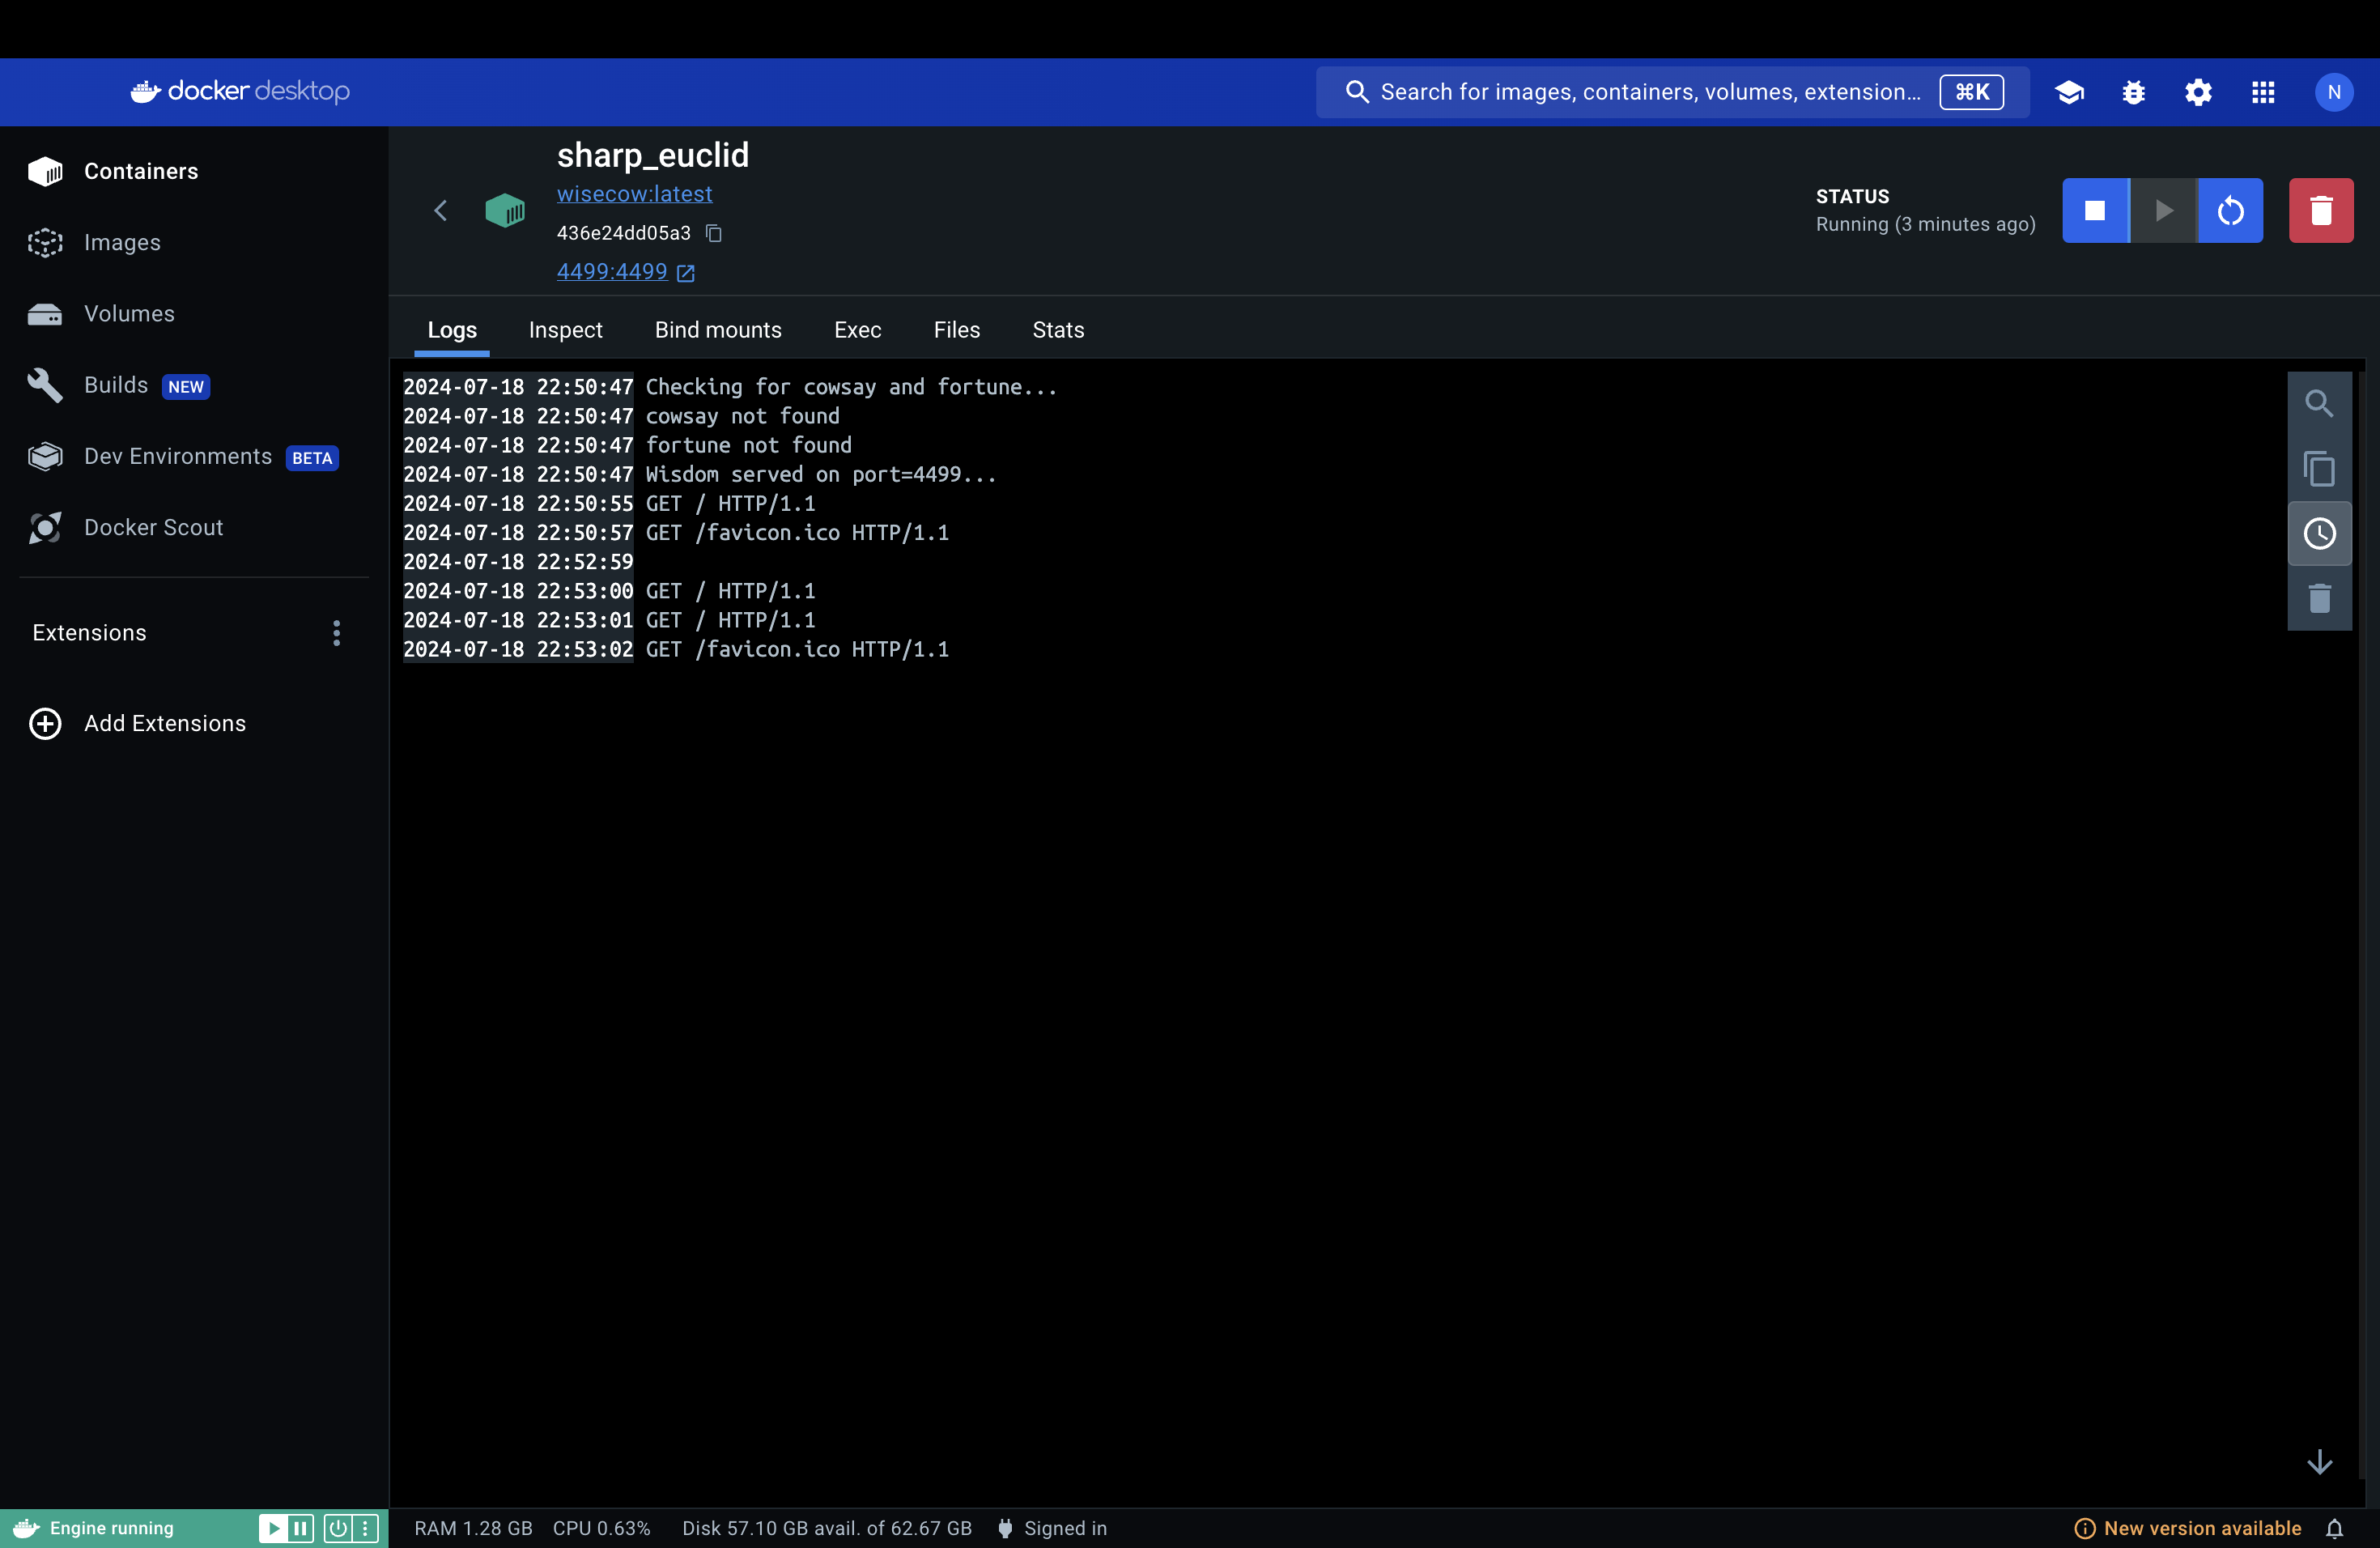 docker desktop
Search for images, containers, volumes, extension... ⌘K
N
Containers
Images
Volumes
Builds NEW
Dev Environments BETA
Docker Scout
Extensions
Add Extensions
sharp_euclid
wisecow:latest
436e24dd05a3
4499:4499
STATUS
Running (3 minutes ago)
Logs Inspect Bind mounts Exec Files Stats
2024-07-18 22:50:47 Checking for cowsay and fortune...
2024-07-18 22:50:47 cowsay not found
2024-07-18 22:50:47 fortune not found
2024-07-18 22:50:47 Wisdom served on port=4499...
2024-07-18 22:50:55 GET / HTTP/1.1
2024-07-18 22:50:57 GET /favicon.ico HTTP/1.1
2024-07-18 22:52:59
2024-07-18 22:53:00 GET / HTTP/1.1
2024-07-18 22:53:01 GET / HTTP/1.1
2024-07-18 22:53:02 GET /favicon.ico HTTP/1.1
Engine running
RAM 1.28 GB CPU 0.63% Disk 57.10 GB avail. of 62.67 GB Signed in
New version available